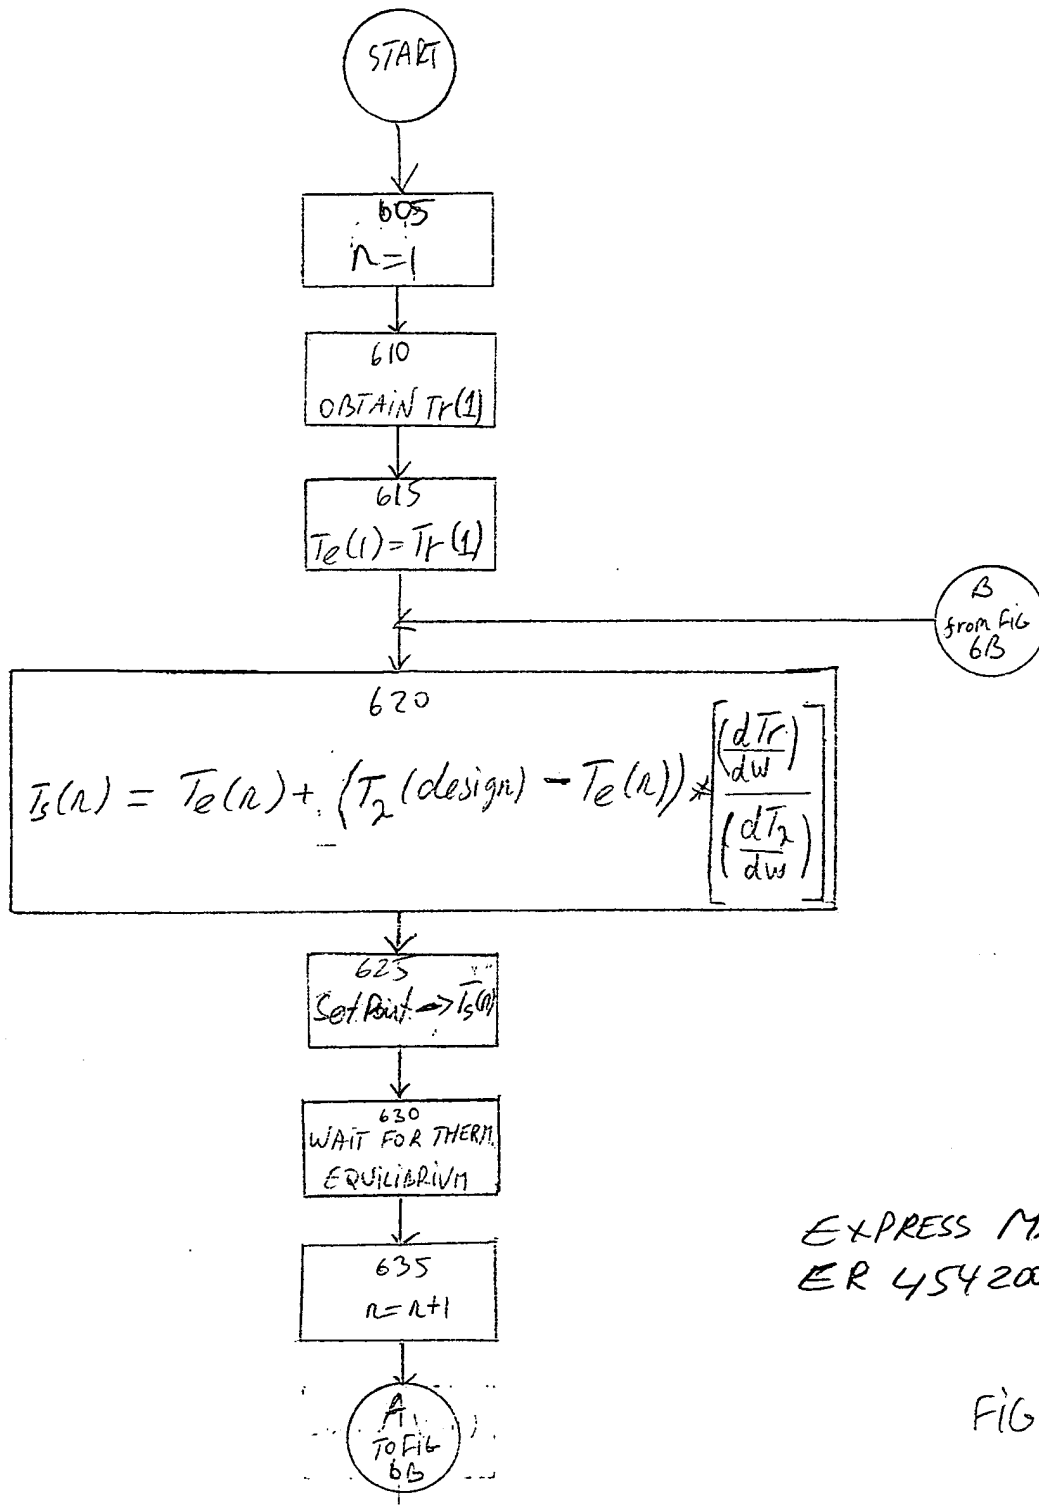 START
605
n=1
610
OBTAIN Tr(1)
615
Te(1)=Tr(1)
B
from FiG
6B
620
Ts(n) = Te(n)+ (T2(design) - Te(n)) * [(dTr/dw)/(dT2/dw)]
625
Set Point -> Ts(n)
630
WAIT FOR THERM.
EQUILIBRIUM
635
n=n+1
EXPRESS
ER 454200
A
TO FiG
6B
FiG